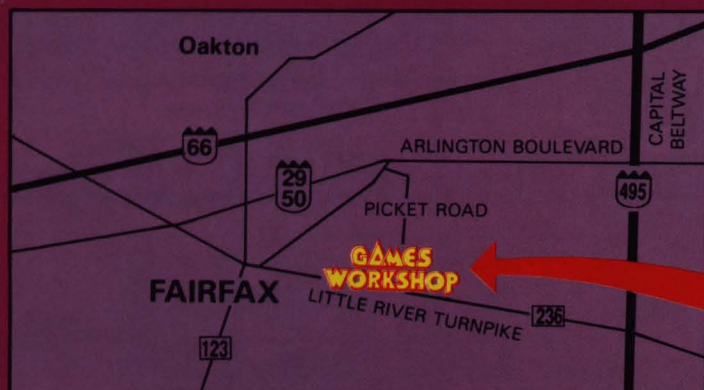 Oakton
66
ARLINGTON BOULEVARD
CAPITAL
BELTWAY
29
50
495
PICKET ROAD
GAMES
WORKSHOP
FAIRFAX
LITTLE RIVER TURNPIKE
236
123